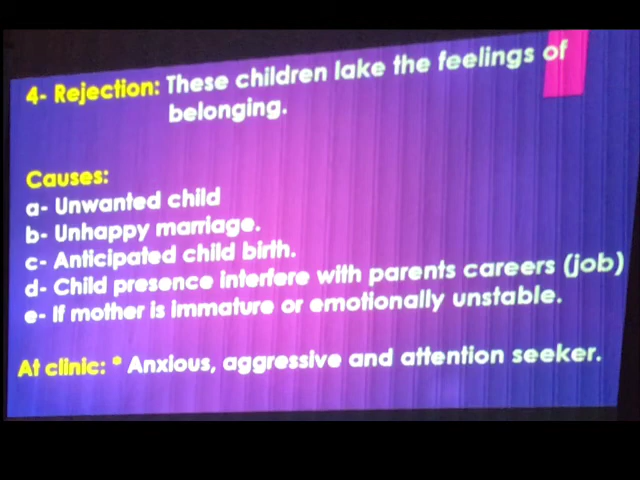 4- Rejection: These children lake the feelings of
belonging.
Causes:
a- Unwanted child
b- Unhappy marriage.
c- Anticipated child birth.
d- Child presence interfere with parents careers (job)
e- If mother is immature or emotionally unstable.
At clinic: * Anxious, aggressive and attention seeker.